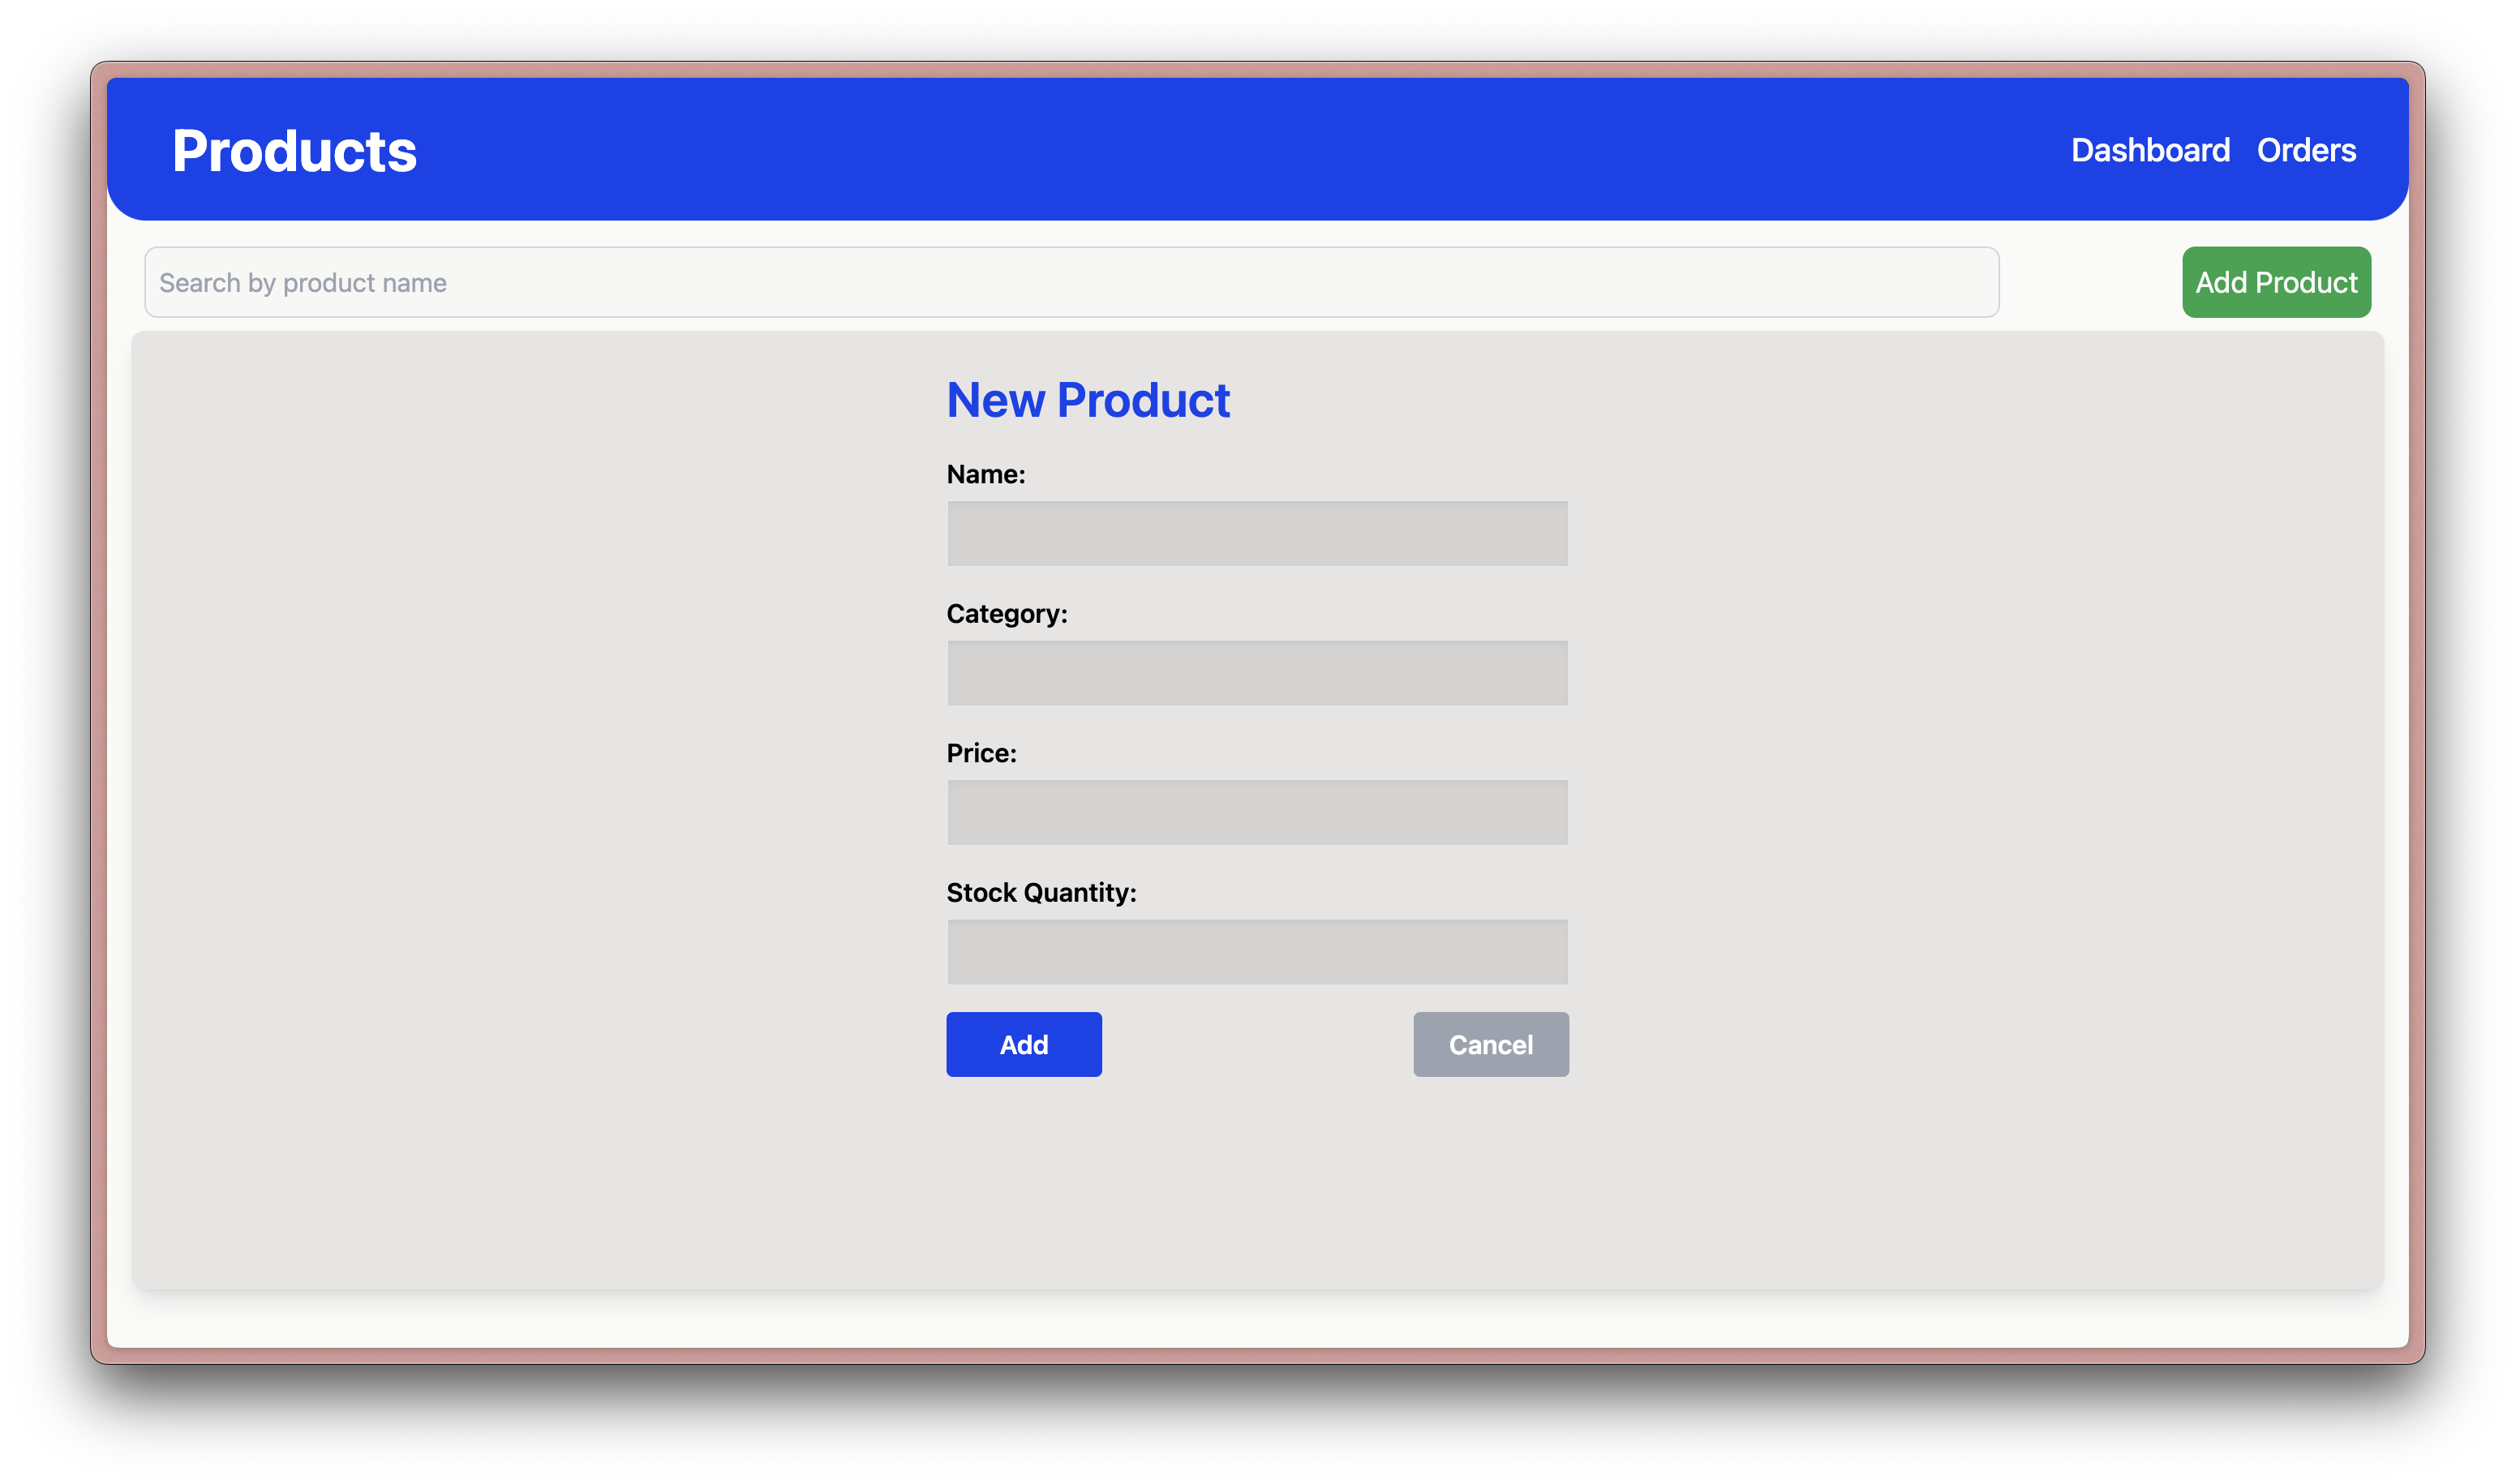 Products
Dashboard Orders
Search by product name
Add Product
New Product
Name:
Category:
Price:
Stock Quantity:
Add
Cancel